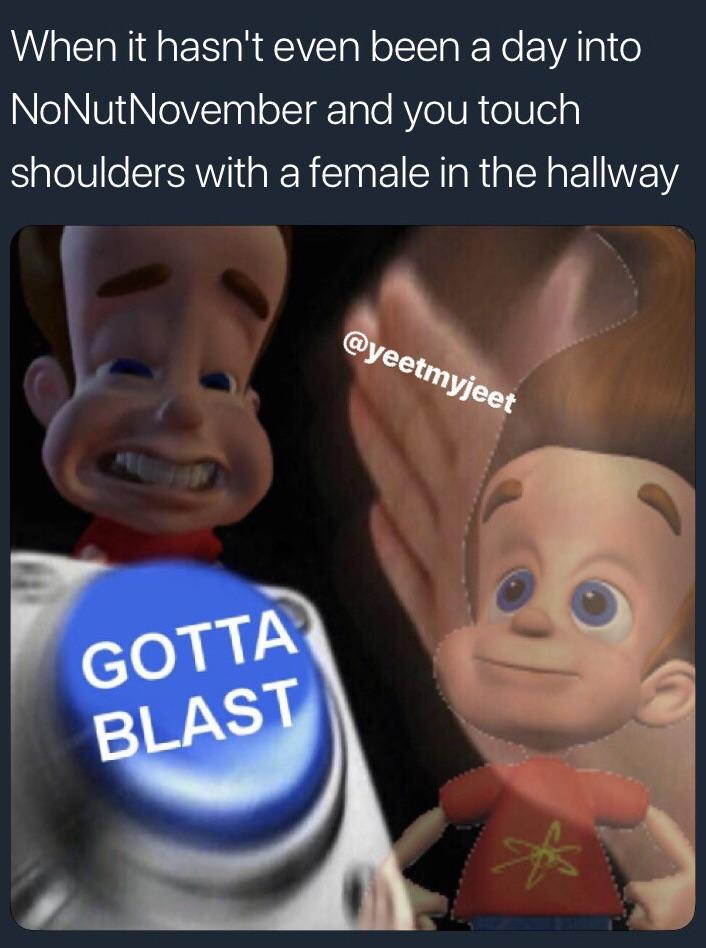 When it hasn't even been a day into
NoNutNovember and you touch
shoulders with a female in the hallway
@yeetmyjeet
GOTTA
BLAST